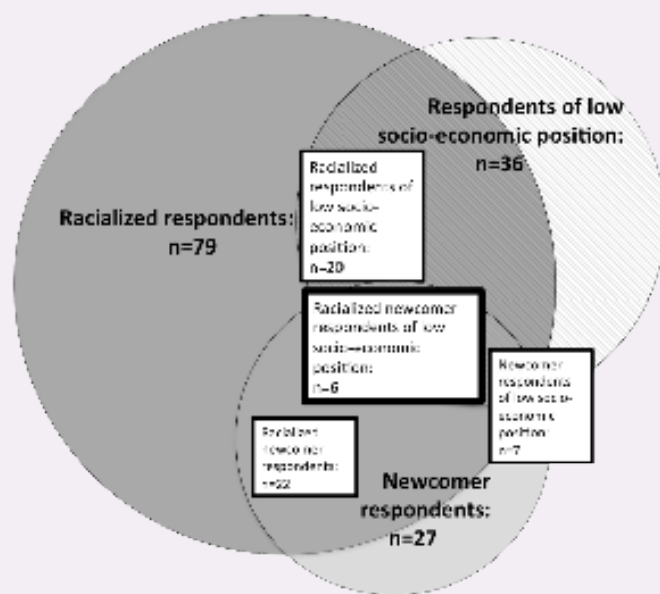 Respondents of low
socio-economic position:
n=36
Racialized
respondents of
low socio-
economic
position:
n=20
Racialized respondents:
n=79
Racialized newcomer
respondents of low
socio-economic
position:
n=6
Newcomer
respondents
of low socio-
economic
position:
n=7
Racialized
newcomer
respondents:
n=22
Newcomer
respondents:
n=27